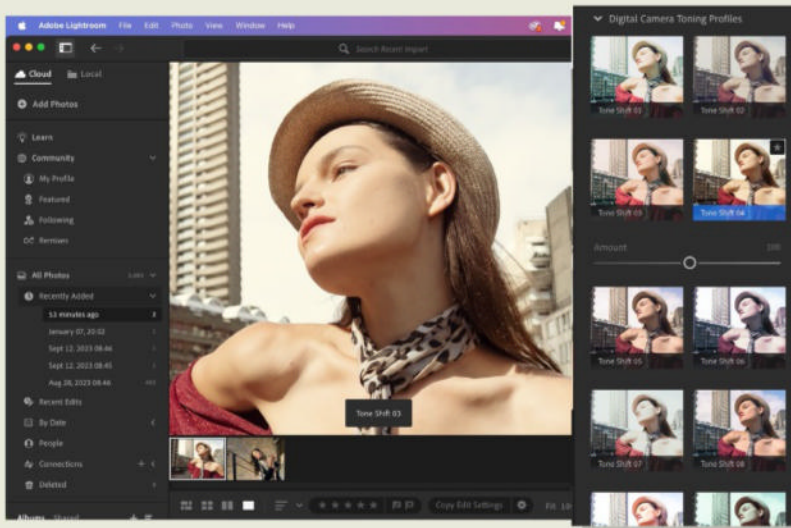 Adobe Lightroom File Edit Photo View Window Help
Search Recent Import
Cloud Local
Add Photos
Learn
Community
My Profile
Featured
Following
Remixes
All Photos
Recently Added
53 minutes ago
January 07, 20:02
Sept 12, 2023 08:46
Sept 12, 2023 08:45
Aug 28, 2023 08:46
Recent Edits
By Date
People
Connections
Deleted
Albums Shared
Tone Shift 03
Copy Edit Settings
Fit
Digital Camera Toning Profiles
Tone Shift 01 Tone Shift 02
Tone Shift 03 Tone Shift 04
Amount 100
Tone Shift 05 Tone Shift 06
Tone Shift 07 Tone Shift 08